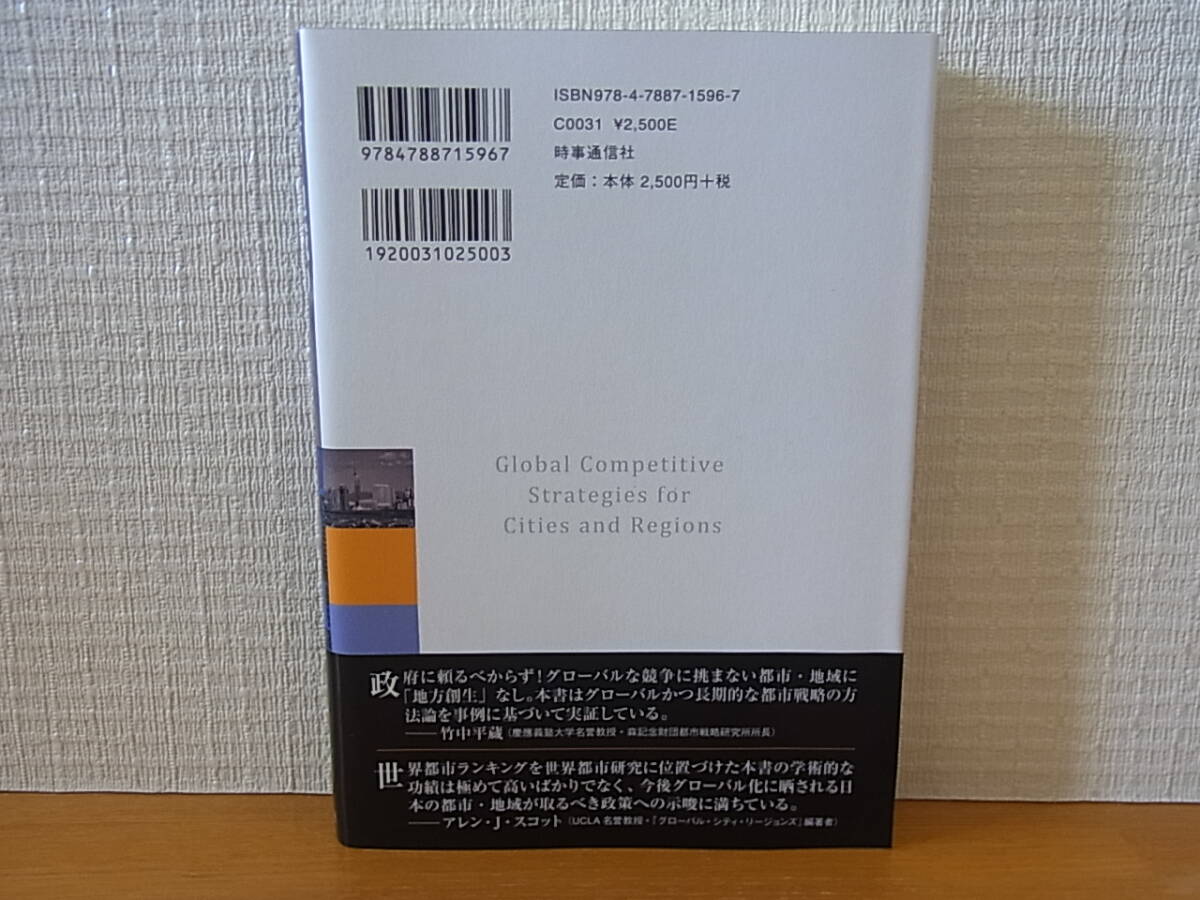 ISBN978-4-7887-1596-7
C0031 ¥2,500E
時事通信社
定価：本体 2,500円＋税
9784788715967
1920031025003
Global Competitive
Strategies for
Cities and Regions
政府に頼るべからず！グローバルな競争に挑まない都市・地域に
「地方創生」なし。本書はグローバルかつ長期的な都市戦略の方
法論を事例に基づいて実証している。
──竹中平蔵（慶應義塾大学名誉教授・森記念財団都市戦略研究所所長）
世界都市ランキングを世界都市研究に位置づけた本書の学術的な
功績は極めて高いばかりでなく、今後グローバル化に晒される日
本の都市・地域が取るべき政策への示唆に満ちている。
──アレン・J・スコット（UCLA 名誉教授・「グローバル・シティ・リージョンズ」編著者）